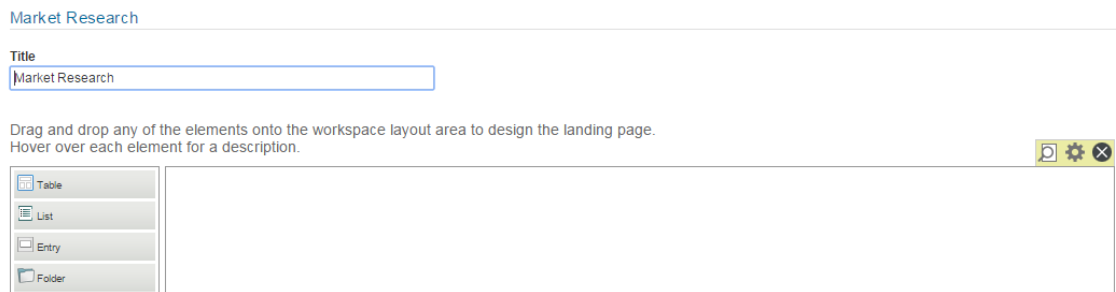 Market Research
Title
Market Research
Drag and drop any of the elements onto the workspace layout area to design the landing page.
Hover over each element for a description.
Table
List
Entry
Folder